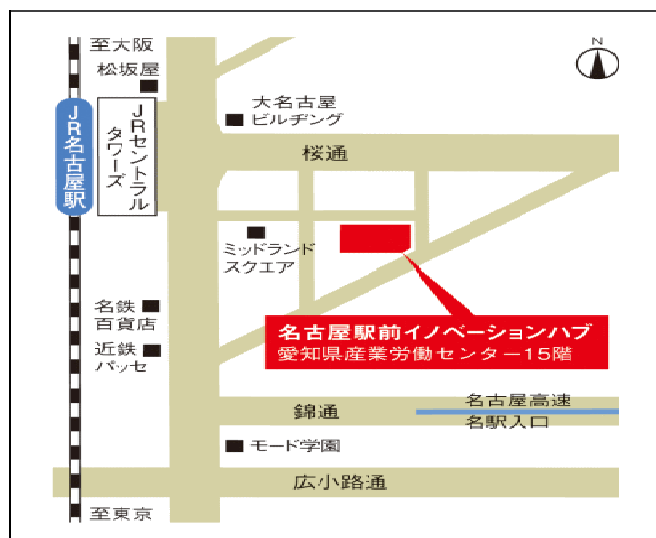 至大阪
松坂屋
N
JR名古屋駅
JRセントラル
タワーズ
大名古屋
ビルヂング
桜通
ミッドランド
スクエア
名鉄
百貨店
近鉄
パッセ
名古屋駅前イノベーションハブ
愛知県産業労働センター15階
錦通
名古屋高速
名駅入口
モード学園
広小路通
至東京